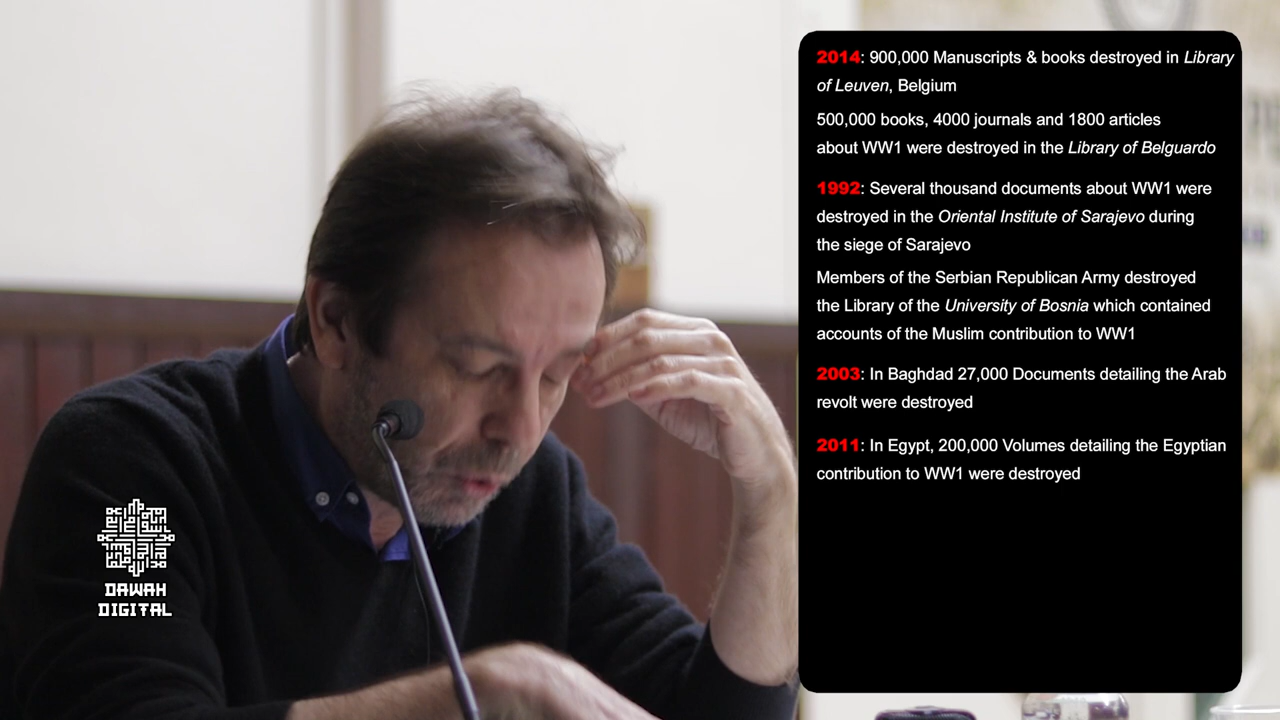 2014: 900,000 Manuscripts & books destroyed in Library
of Leuven, Belgium
500,000 books, 4000 journals and 1800 articles
about WW1 were destroyed in the Library of Belguardo
1992: Several thousand documents about WW1 were
destroyed in the Oriental Institute of Sarajevo during
the siege of Sarajevo
Members of the Serbian Republican Army destroyed
the Library of the University of Bosnia which contained
accounts of the Muslim contribution to WW1
2003: In Baghdad 27,000 Documents detailing the Arab
revolt were destroyed
2011: In Egypt, 200,000 Volumes detailing the Egyptian
contribution to WW1 were destroyed
DAWAH
DIGITAL